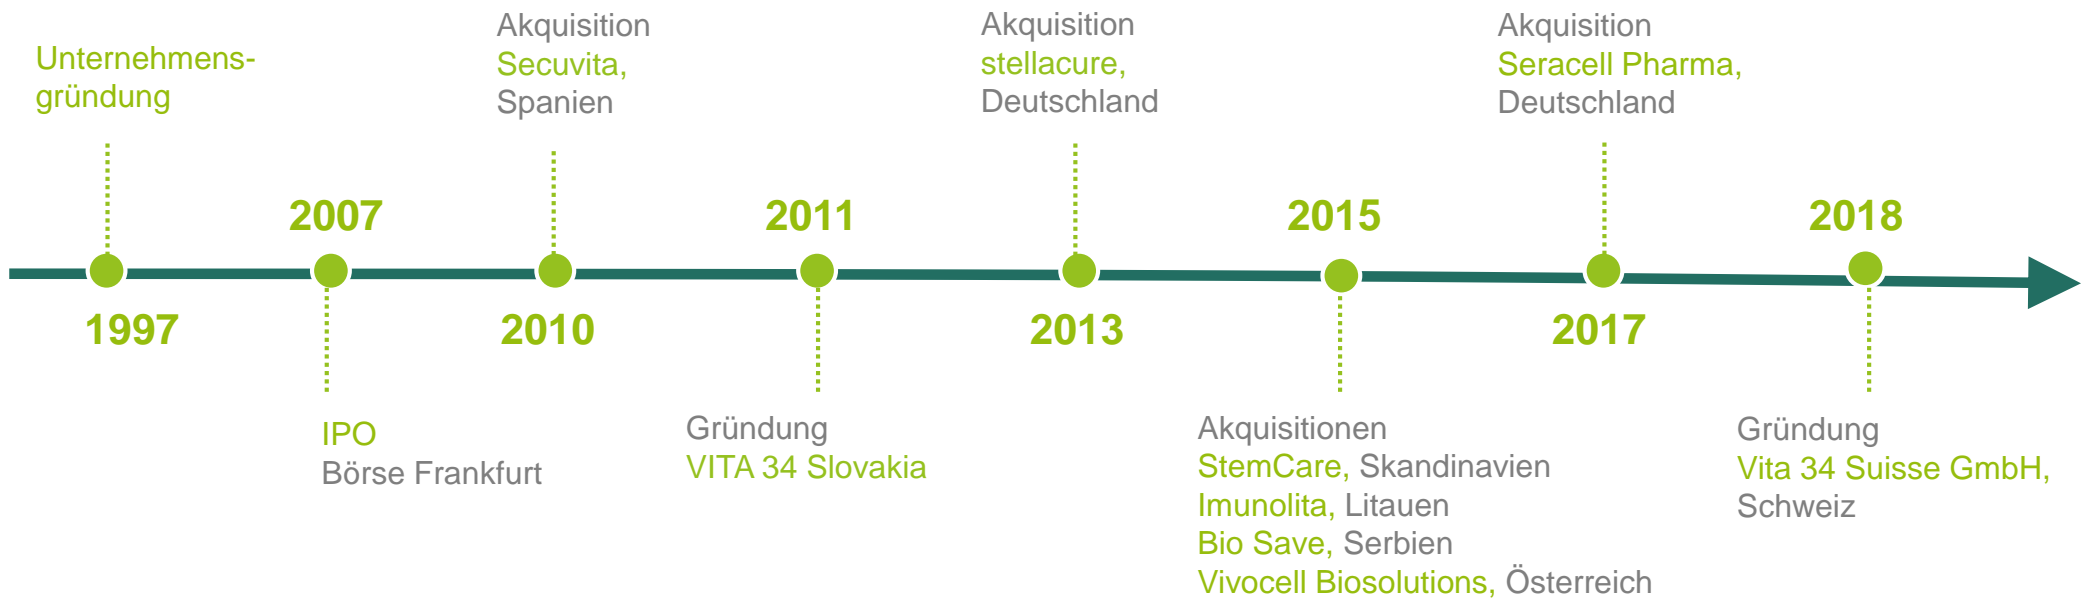 Unternehmens-
gründung
1997
2007
IPO
Börse Frankfurt
Akquisition
Secuvita,
Spanien
2010
2011
Gründung
VITA 34 Slovakia
Akquisition
stellacure,
Deutschland
2013
2015
Akquisitionen
StemCare, Skandinavien
Imunolita, Litauen
Bio Save, Serbien
Vivocell Biosolutions, Österreich
Akquisition
Seracell Pharma,
Deutschland
2017
2018
Gründung
Vita 34 Suisse GmbH,
Schweiz